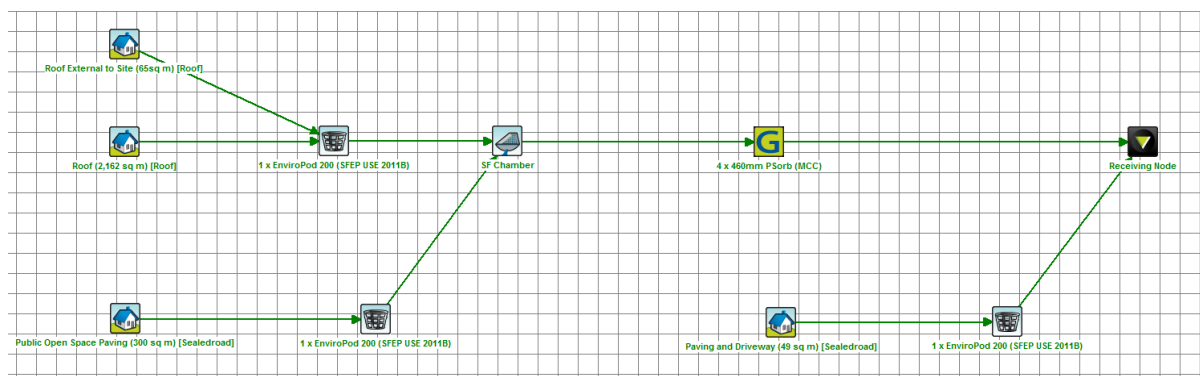 Roof External to Site (65sq m) [Roof]
Roof (2,162 sq m) [Roof]
1 x EnviroPod 200 (SFEP USE 2011B)
SF Chamber
G
4 x 460mm PSorb (MCC)
Receiving Node
Public Open Space Paving (300 sq m) [Sealedroad]
1 x EnviroPod 200 (SFEP USE 2011B)
Paving and Driveway (49 sq m) [Sealedroad]
1 x EnviroPod 200 (SFEP USE 2011B)